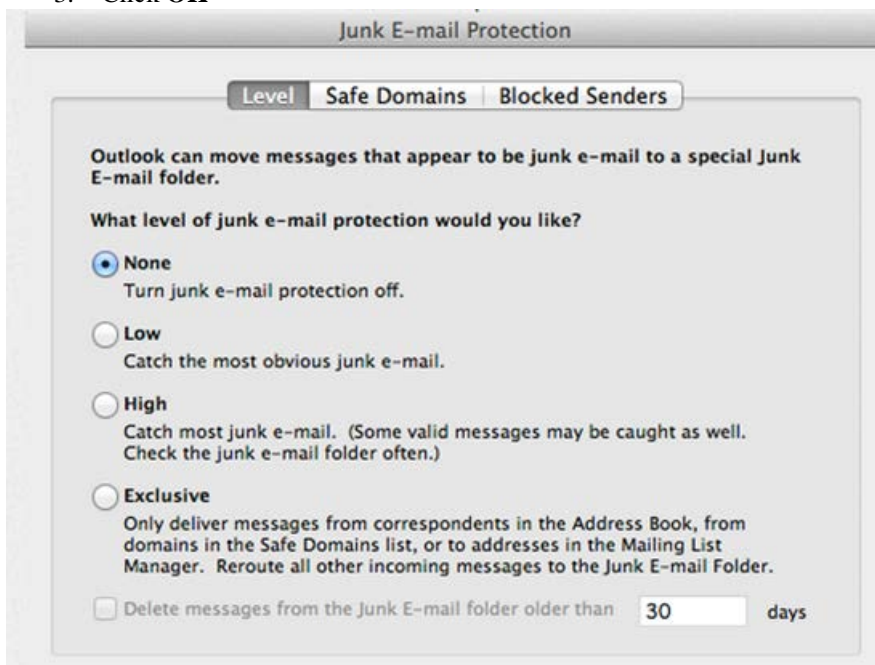 Junk E-mail Protection
Level Safe Domains Blocked Senders
Outlook can move messages that appear to be junk e-mail to a special Junk
E-mail folder.
What level of junk e-mail protection would you like?
None
Turn junk e-mail protection off.
Low
Catch the most obvious junk e-mail.
High
Catch most junk e-mail. (Some valid messages may be caught as well.
Check the junk e-mail folder often.)
Exclusive
Only deliver messages from correspondents in the Address Book, from
domains in the Safe Domains list, or to addresses in the Mailing List
Manager. Reroute all other incoming messages to the Junk E-mail Folder.
Delete messages from the Junk E-mail folder older than 30 days